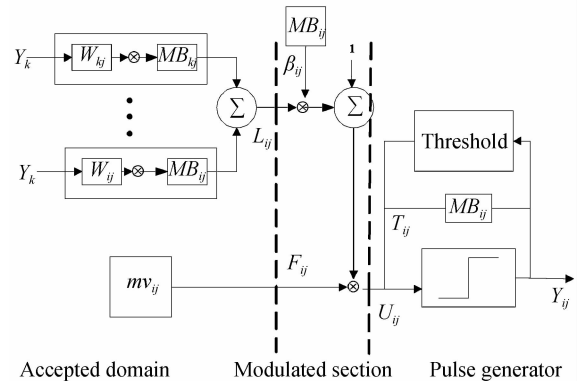 MB_ij
1
Y_k W_kj ⊗ MB_kj
β_ij
Σ
L_ij
⊗
Σ
Y_k W_ij ⊗ MB_ij
Threshold
MB_ij
T_ij
mv_ij
F_ij
⊗
U_ij
Y_ij
Accepted domain Modulated section Pulse generator